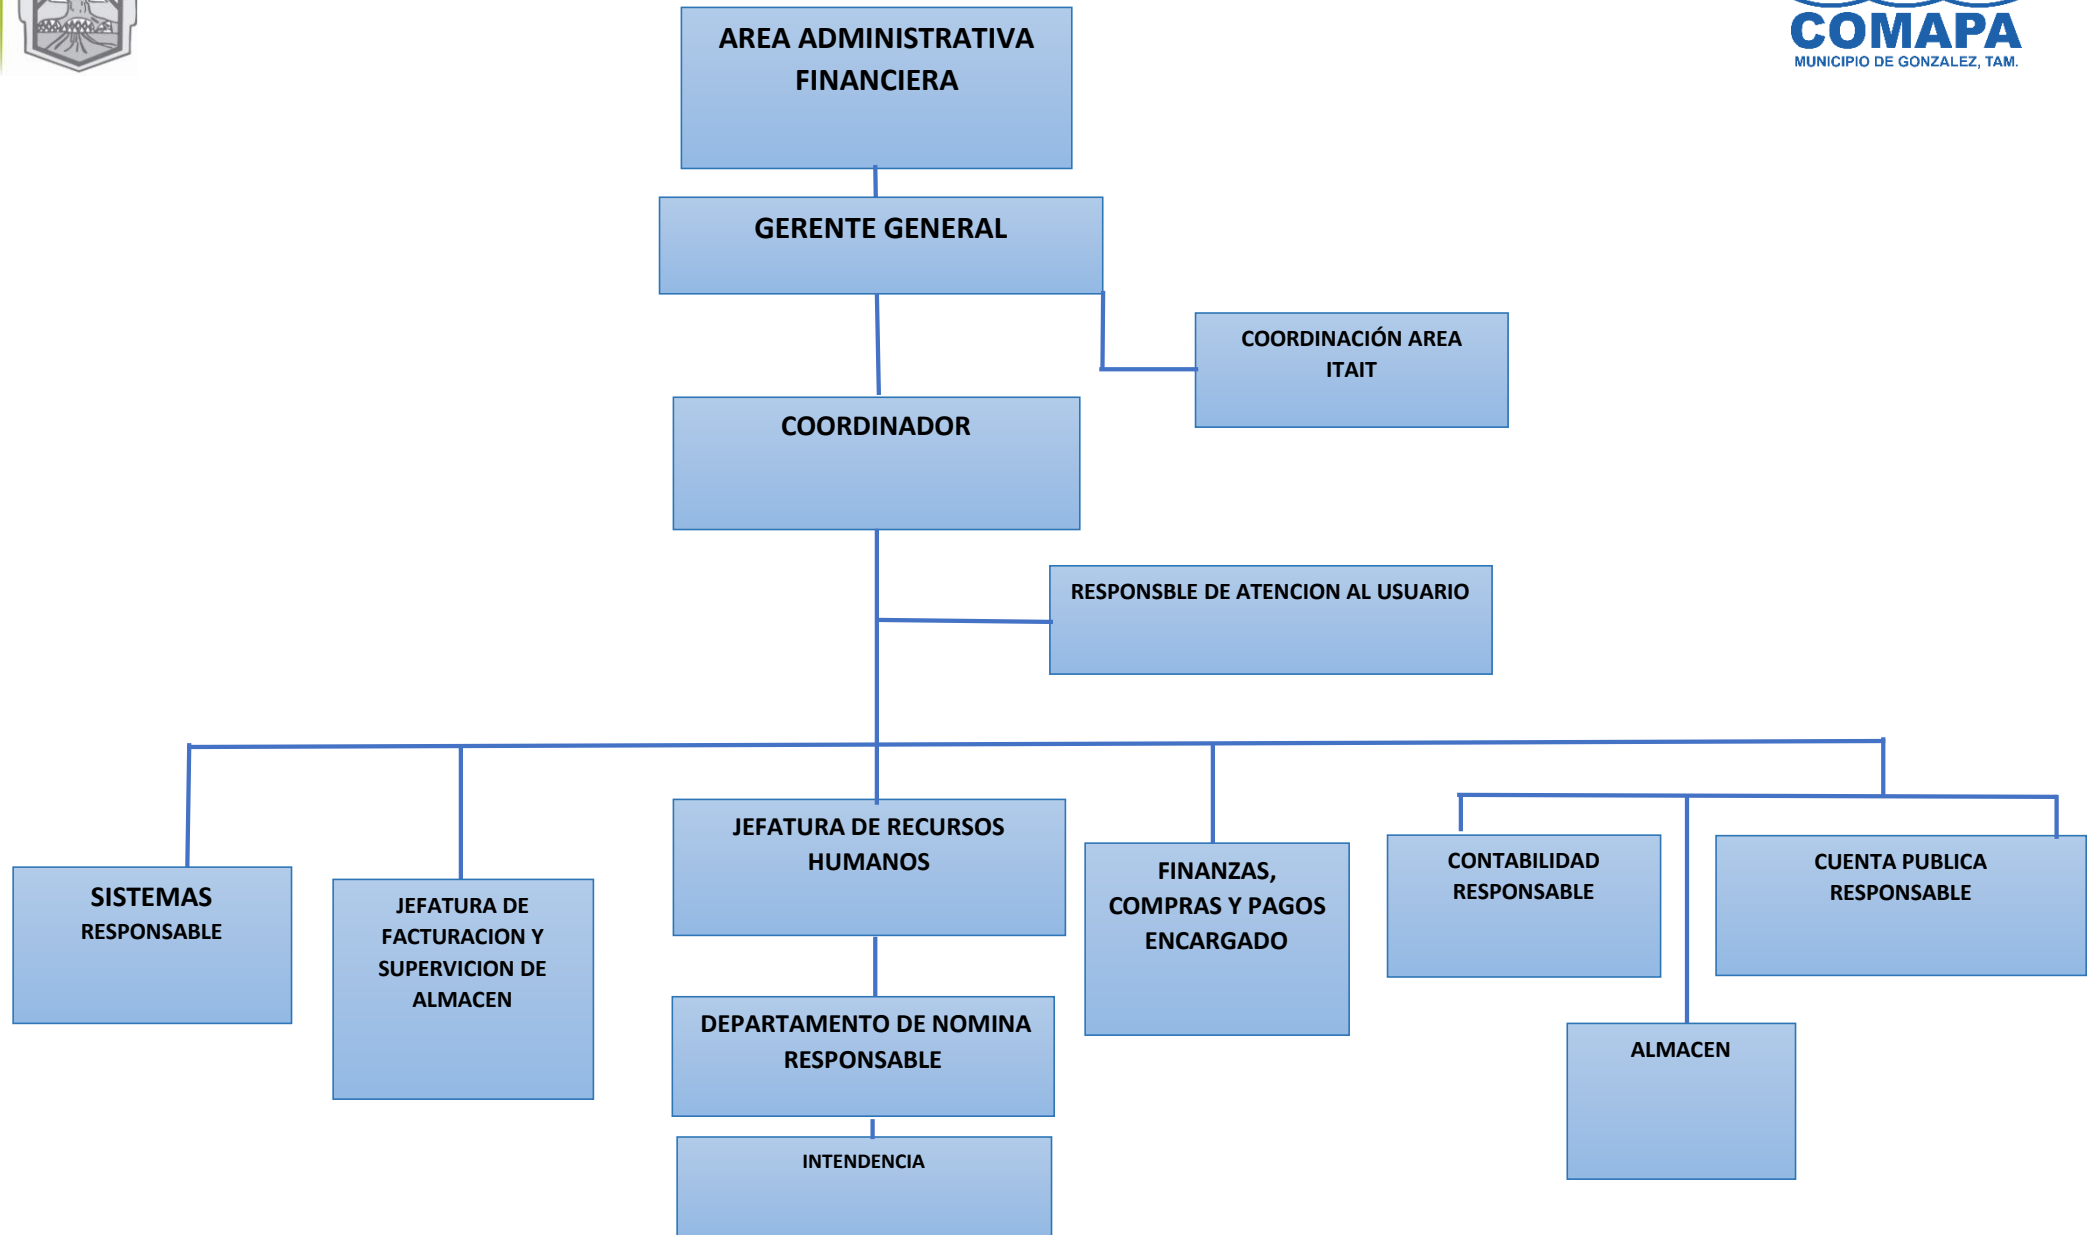 AREA ADMINISTRATIVA
FINANCIERA
COMAPA
MUNICIPIO DE GONZALEZ, TAM.
GERENTE GENERAL
COORDINACIÓN AREA
ITAIT
COORDINADOR
RESPONSBLE DE ATENCION AL USUARIO
SISTEMAS
RESPONSABLE
JEFATURA DE
FACTURACION Y
SUPERVICION DE
ALMACEN
JEFATURA DE RECURSOS
HUMANOS
DEPARTAMENTO DE NOMINA
RESPONSABLE
INTENDENCIA
FINANZAS,
COMPRAS Y PAGOS
ENCARGADO
CONTABILIDAD
RESPONSABLE
ALMACEN
CUENTA PUBLICA
RESPONSABLE